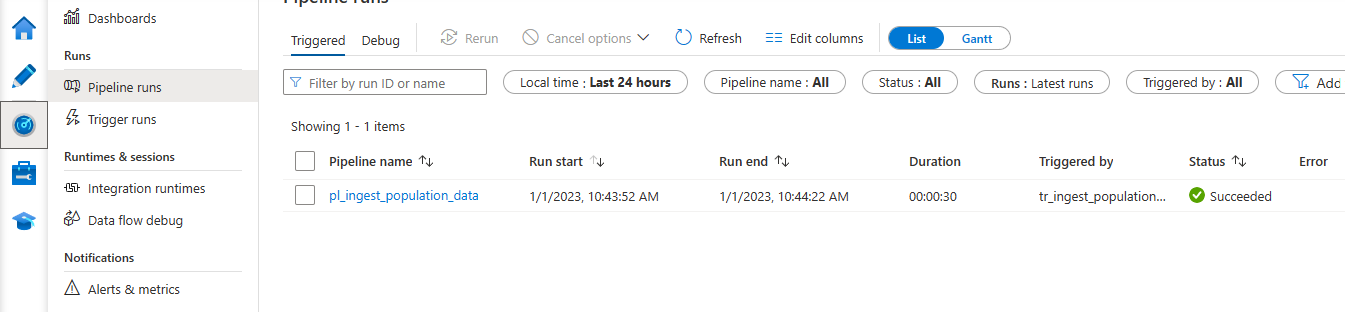 Pipeline runs
Dashboards
Triggered Debug Rerun Cancel options Refresh Edit columns List Gantt
Runs
Pipeline runs
Filter by run ID or name Local time : Last 24 hours Pipeline name : All Status : All Runs : Latest runs Triggered by : All Add
Trigger runs
Showing 1 - 1 items
Runtimes & sessions
Pipeline name Run start Run end Duration Triggered by Status Error
Integration runtimes
pl_ingest_population_data 1/1/2023, 10:43:52 AM 1/1/2023, 10:44:22 AM 00:00:30 tr_ingest_population... Succeeded
Data flow debug
Notifications
Alerts & metrics